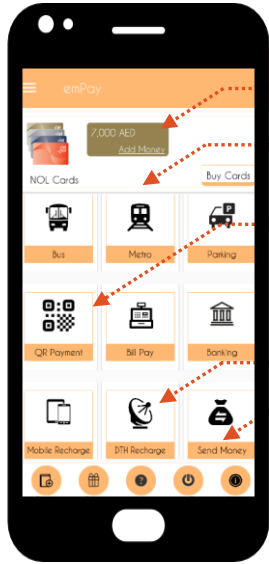 emPay
7,000 AED
Add Money
NOL Cards
Buy Cards
Bus
Metro
P
Parking
QR Payment
Bill Pay
Banking
Mobile Recharge
DTH Recharge
Send Money